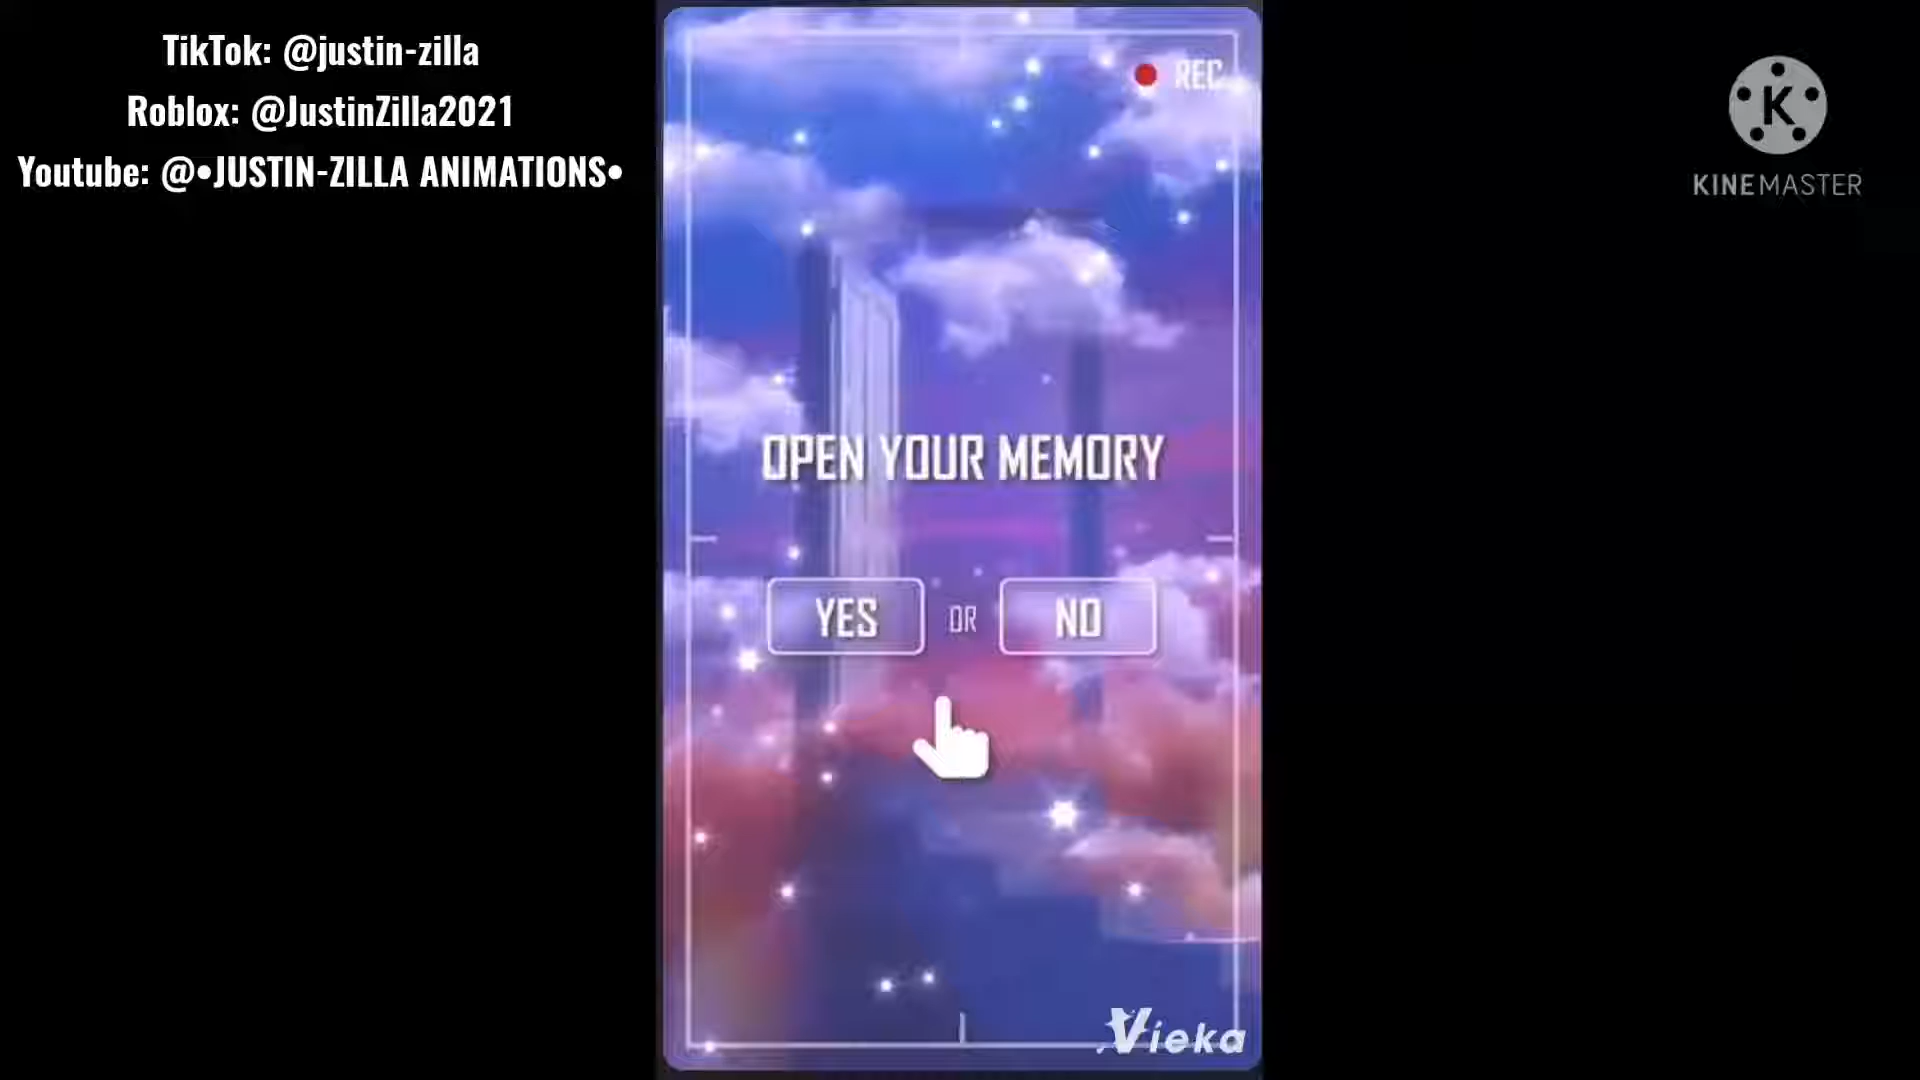 TikTok: @justin-zilla
Roblox: @JustinZilla2021
Youtube: @•JUSTIN-ZILLA ANIMATIONS•
REC
K
KINEMASTER
OPEN YOUR MEMORY
YES OR NO
Vieka